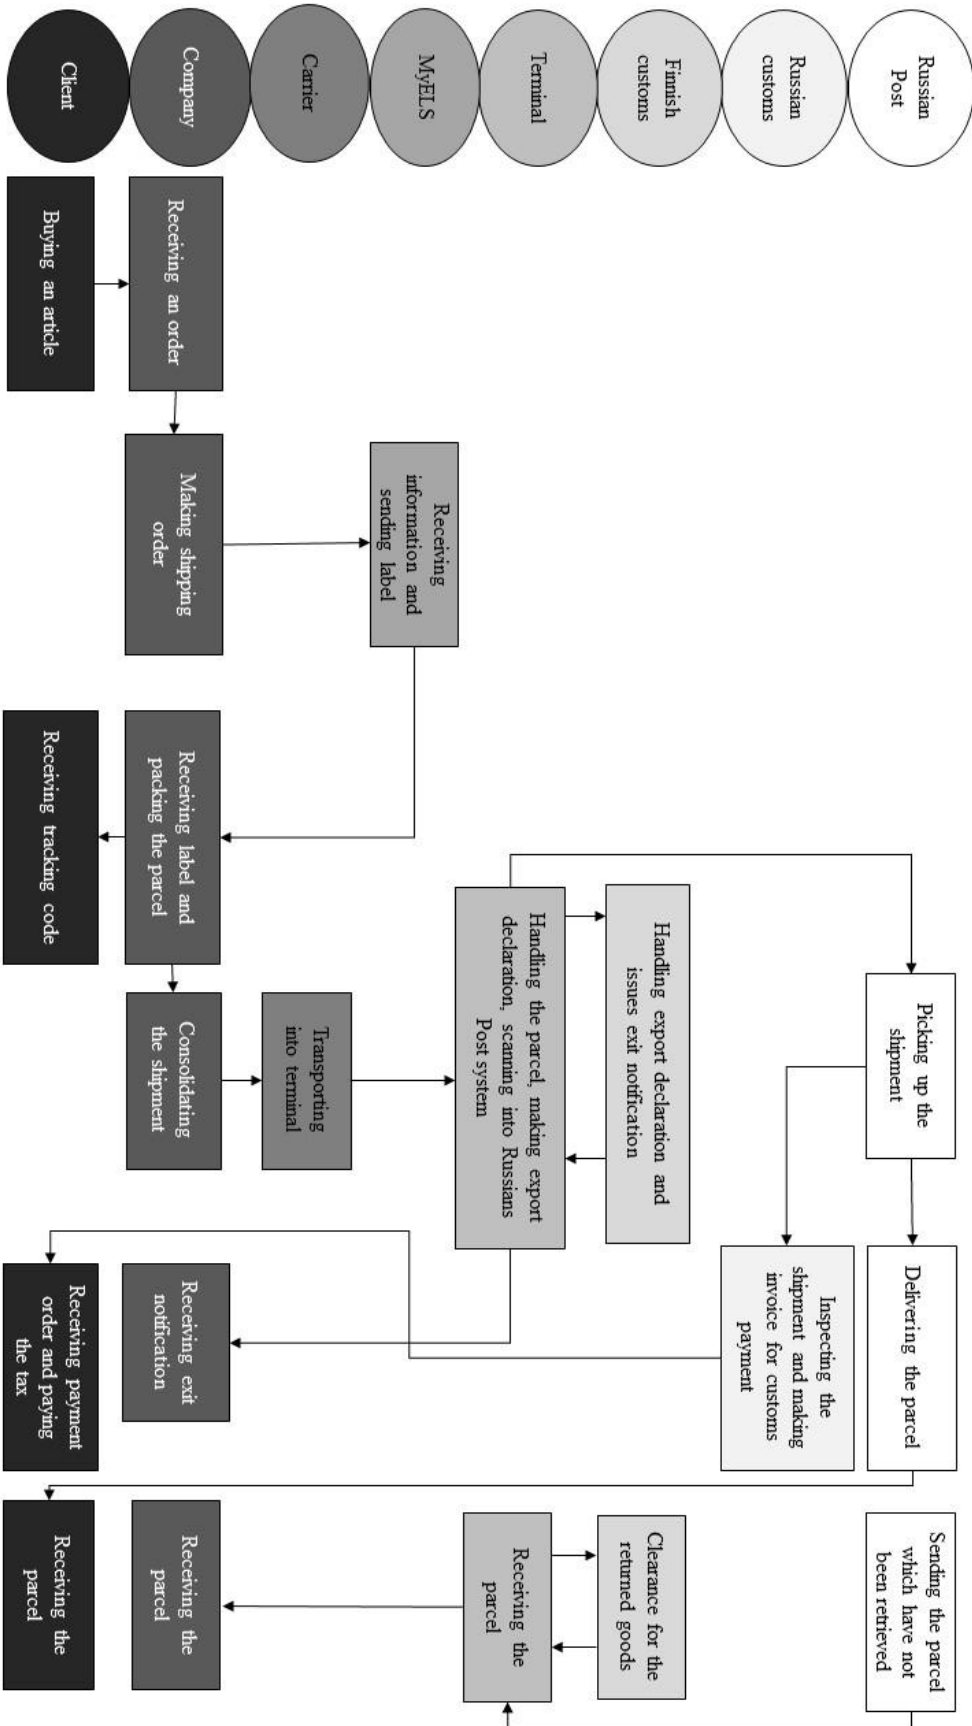 Russian
Post
Russian
customs
Finnish
customs
Terminal
MyELS
Carrier
Company
Client
Picking up the
shipment
Delivering the parcel
Sending the parcel
which have not
been retrieved
Inspecting the
shipment and making
invoice for customs
payment
Handling export declaration and
issues exit notification
Clearance for the
returned goods
Handling the parcel, making export
declaration, scanning into Russians
Post system
Receiving the
parcel
Receiving
information and
sending label
Transporting
into terminal
Receiving an order
Making shipping
order
Receiving label and
packing the parcel
Consolidating
the shipment
Receiving exit
notification
Receiving the
parcel
Buying an article
Receiving tracking code
Receiving payment
order and paying
the tax
Receiving the
parcel